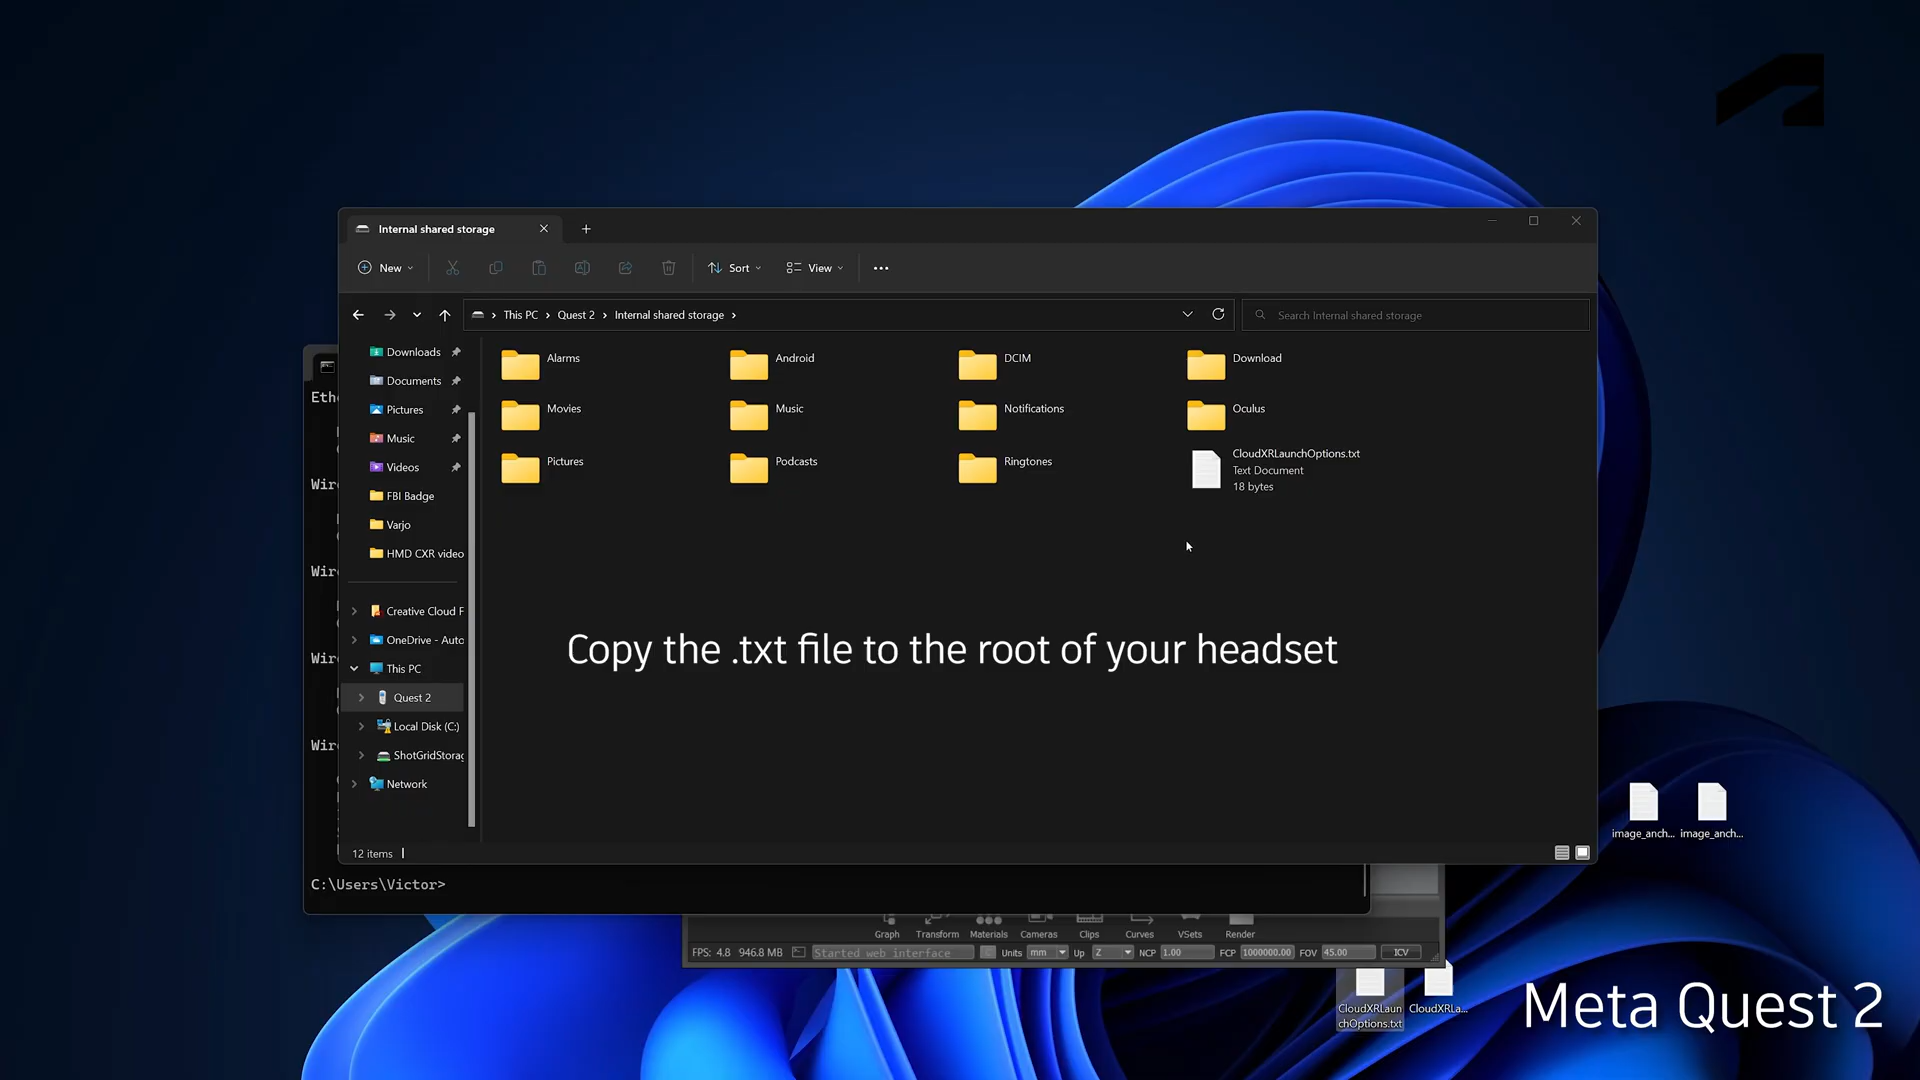 Internal shared storage
New
Sort
View
This PC
Quest 2
Internal shared storage
Search Internal shared storage
Downloads
Documents
Pictures
Music
Videos
FBI Badge
Varjo
HMD CXR video
Creative Cloud F
OneDrive - Auto
This PC
Quest 2
Local Disk (C:)
ShotGridStorag
Network
Alarms
Android
DCIM
Download
Movies
Music
Notifications
Oculus
Pictures
Podcasts
Ringtones
CloudXRLaunchOptions.txt
Text Document
18 bytes
Copy the .txt file to the root of your headset
12 items
Eth
Wir
Wir
Wir
Wir
C:\Users\Victor>
Graph
Transform
Materials
Cameras
Clips
Curves
VSets
Render
FPS: 4.8 946.8 MB
Started web interface
Units mm
Up Z
NCP 1.00
FCP 1000000.00
FOV 45.00
ICV
image_anch...
image_anch...
CloudXRLaun
chOptions.txt
CloudXRLa...
Meta Quest 2